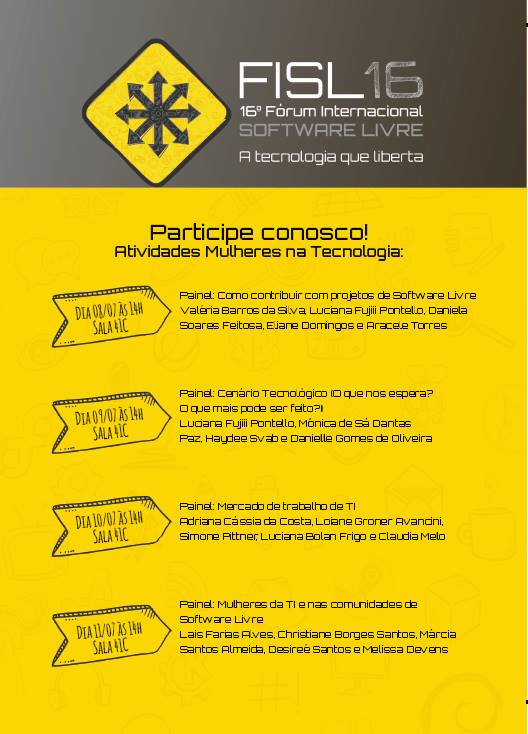 FISL16
16º Fórum Internacional
SOFTWARE LIVRE
A tecnologia que liberta
Participe conosco!
Atividades Mulheres na Tecnologia:
DIA 08/07 ÀS 14H
SALA 41C
Painel: Como contribuir com projetos de Software Livre
Valéria Barros da Silva, Luciana Fujii Pontello, Daniela
Soares Feitosa, Eliane Domingos e Aracele Torres
DIA 09/07 ÀS 14H
SALA 41C
Painel: Cenário Tecnológico (O que nos espera?
O que mais pode ser feito?)
Luciana Fujiii Pontello, Mônica de Sá Dantas
Paz, Haydee Svab e Danielle Gomes de Oliveira
DIA 10/07 ÀS 14H
SALA 41C
Painel: Mercado de trabalho de TI
Adriana Cássia da Costa, Loiane Groner Avancini,
Simone Pittner, Luciana Bolan Frigo e Claudia Melo
DIA 11/07 ÀS 14H
SALA 41C
Painel: Mulheres da TI e nas comunidades de
Software Livre
Lais Farias Alves, Christiane Borges Santos, Márcia
Santos Almeida, Desireé Santos e Melissa Devens